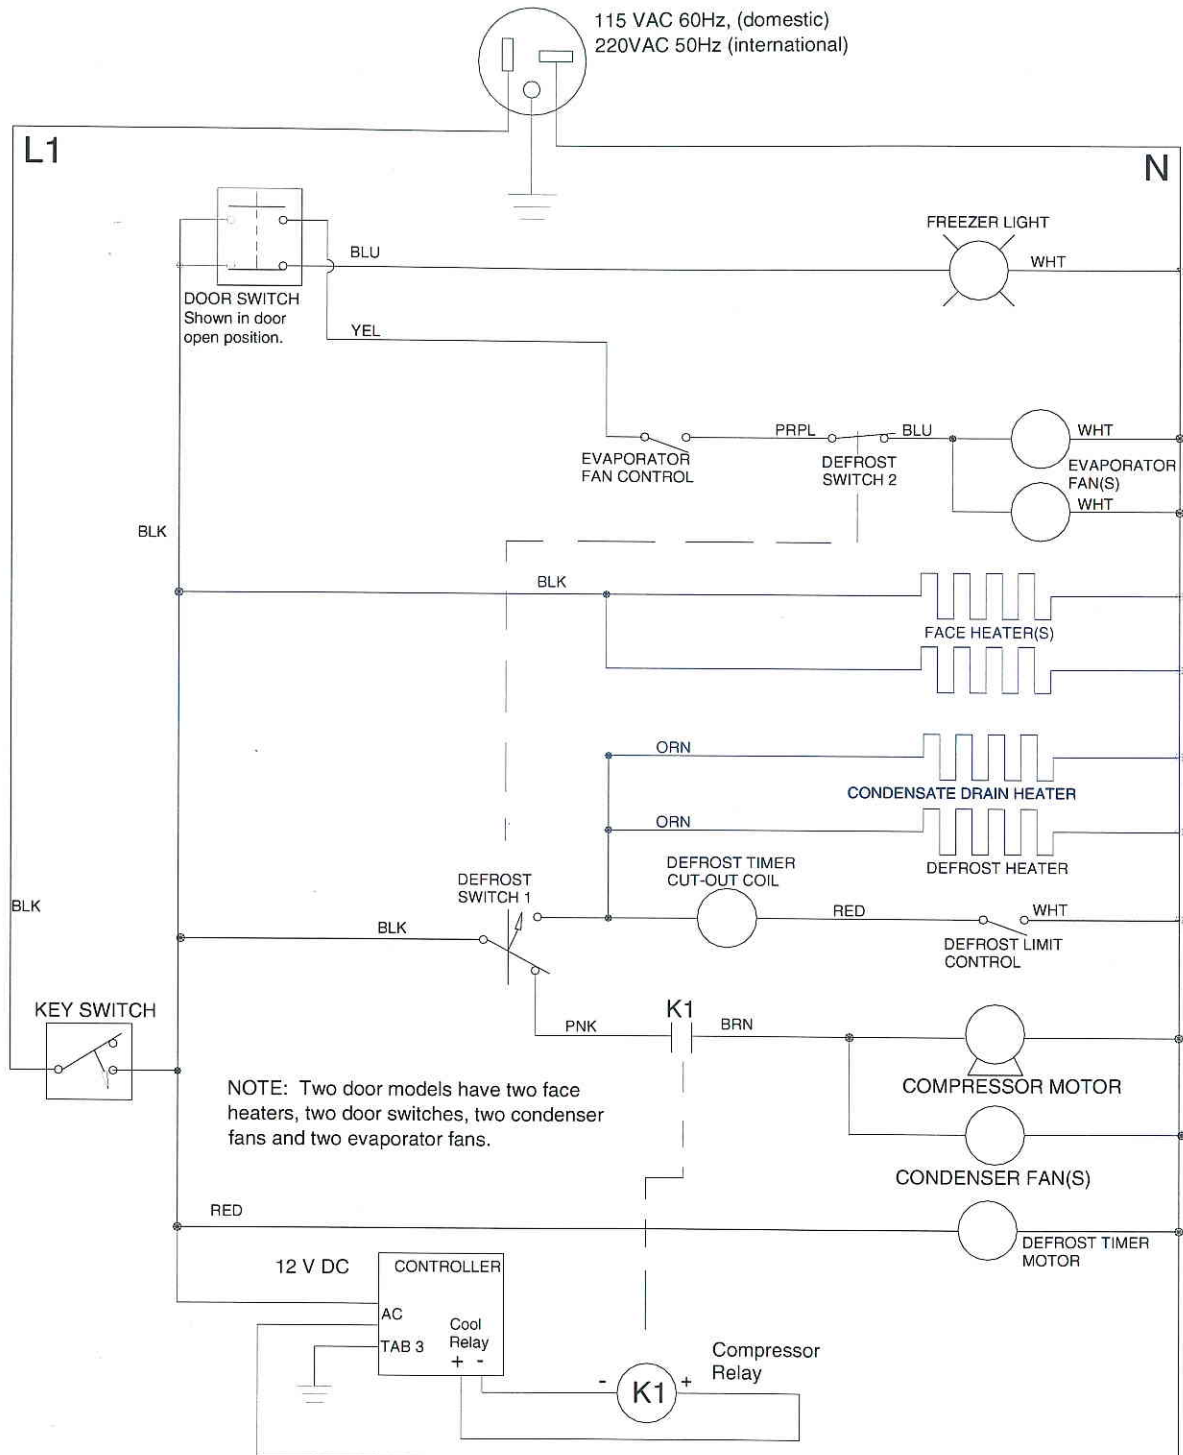 115 VAC 60Hz, (domestic)
220VAC 50Hz (international)
L1
N
FREEZER LIGHT
BLU
WHT
DOOR SWITCH
Shown in door
open position.
YEL
PRPL
BLU
WHT
EVAPORATOR
FAN CONTROL
DEFROST
SWITCH 2
EVAPORATOR
FAN(S)
WHT
BLK
BLK
FACE HEATER(S)
ORN
CONDENSATE DRAIN HEATER
ORN
DEFROST HEATER
DEFROST TIMER
CUT-OUT COIL
DEFROST
SWITCH 1
BLK
BLK
RED
WHT
DEFROST LIMIT
CONTROL
KEY SWITCH
K1
PNK
BRN
COMPRESSOR MOTOR
NOTE: Two door models have two face
heaters, two door switches, two condenser
fans and two evaporator fans.
CONDENSER FAN(S)
RED
DEFROST TIMER
MOTOR
12 V DC
CONTROLLER
AC
TAB 3
Cool
Relay
+ -
Compressor
Relay
- K1 +